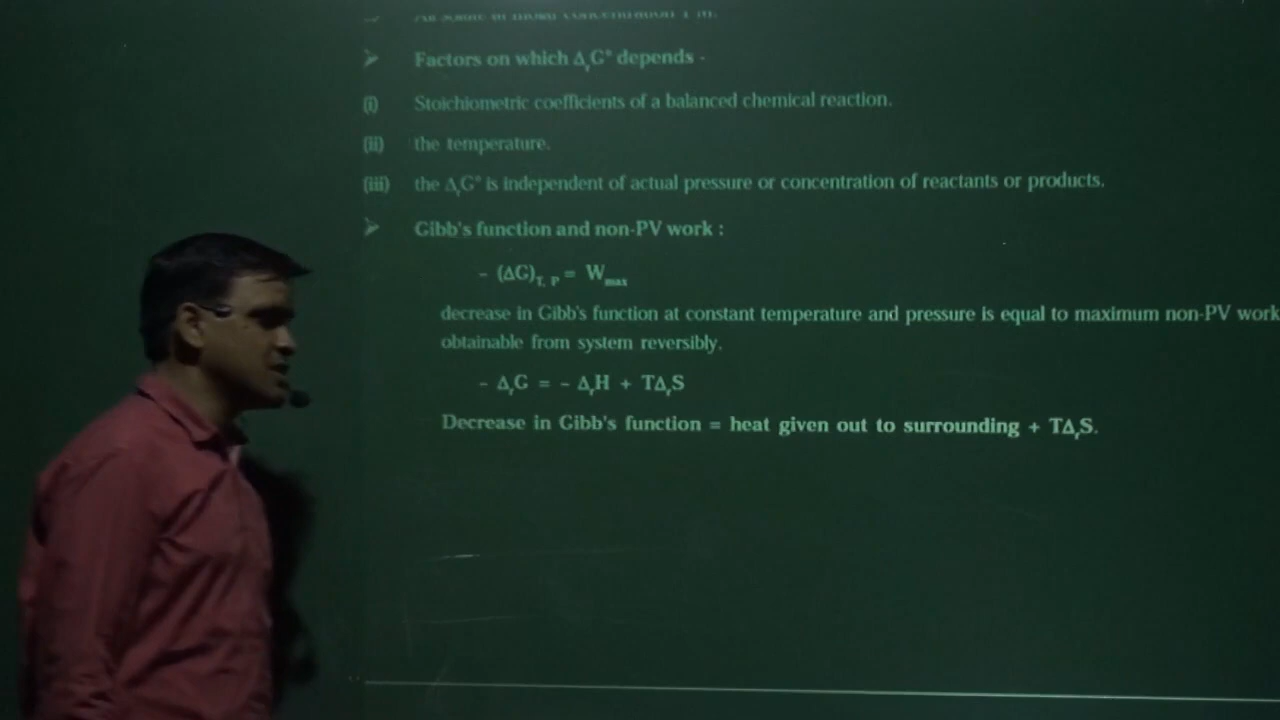 ➢ Factors on which ΔᵣG° depends -
(i) Stoichiometric coefficients of a balanced chemical reaction.
(ii) the temperature.
(iii) the ΔᵣG° is independent of actual pressure or concentration of reactants or products.
➢ Gibb's function and non-PV work :
- (ΔG)T, P = Wmax
decrease in Gibb's function at constant temperature and pressure is equal to maximum non-PV work
obtainable from system reversibly.
- ΔᵣG = - ΔᵣH + TΔᵣS
Decrease in Gibb's function = heat given out to surrounding + TΔᵣS.